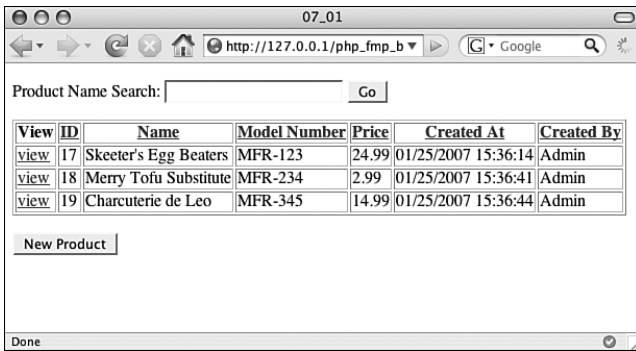 07_01
http://127.0.0.1/php_fmp_b G Google
Product Name Search: Go
View ID Name Model Number Price Created At Created By
view 17 Skeeter's Egg Beaters MFR-123 24.99 01/25/2007 15:36:14 Admin
view 18 Merry Tofu Substitute MFR-234 2.99 01/25/2007 15:36:41 Admin
view 19 Charcuterie de Leo MFR-345 14.99 01/25/2007 15:36:44 Admin
New Product
Done